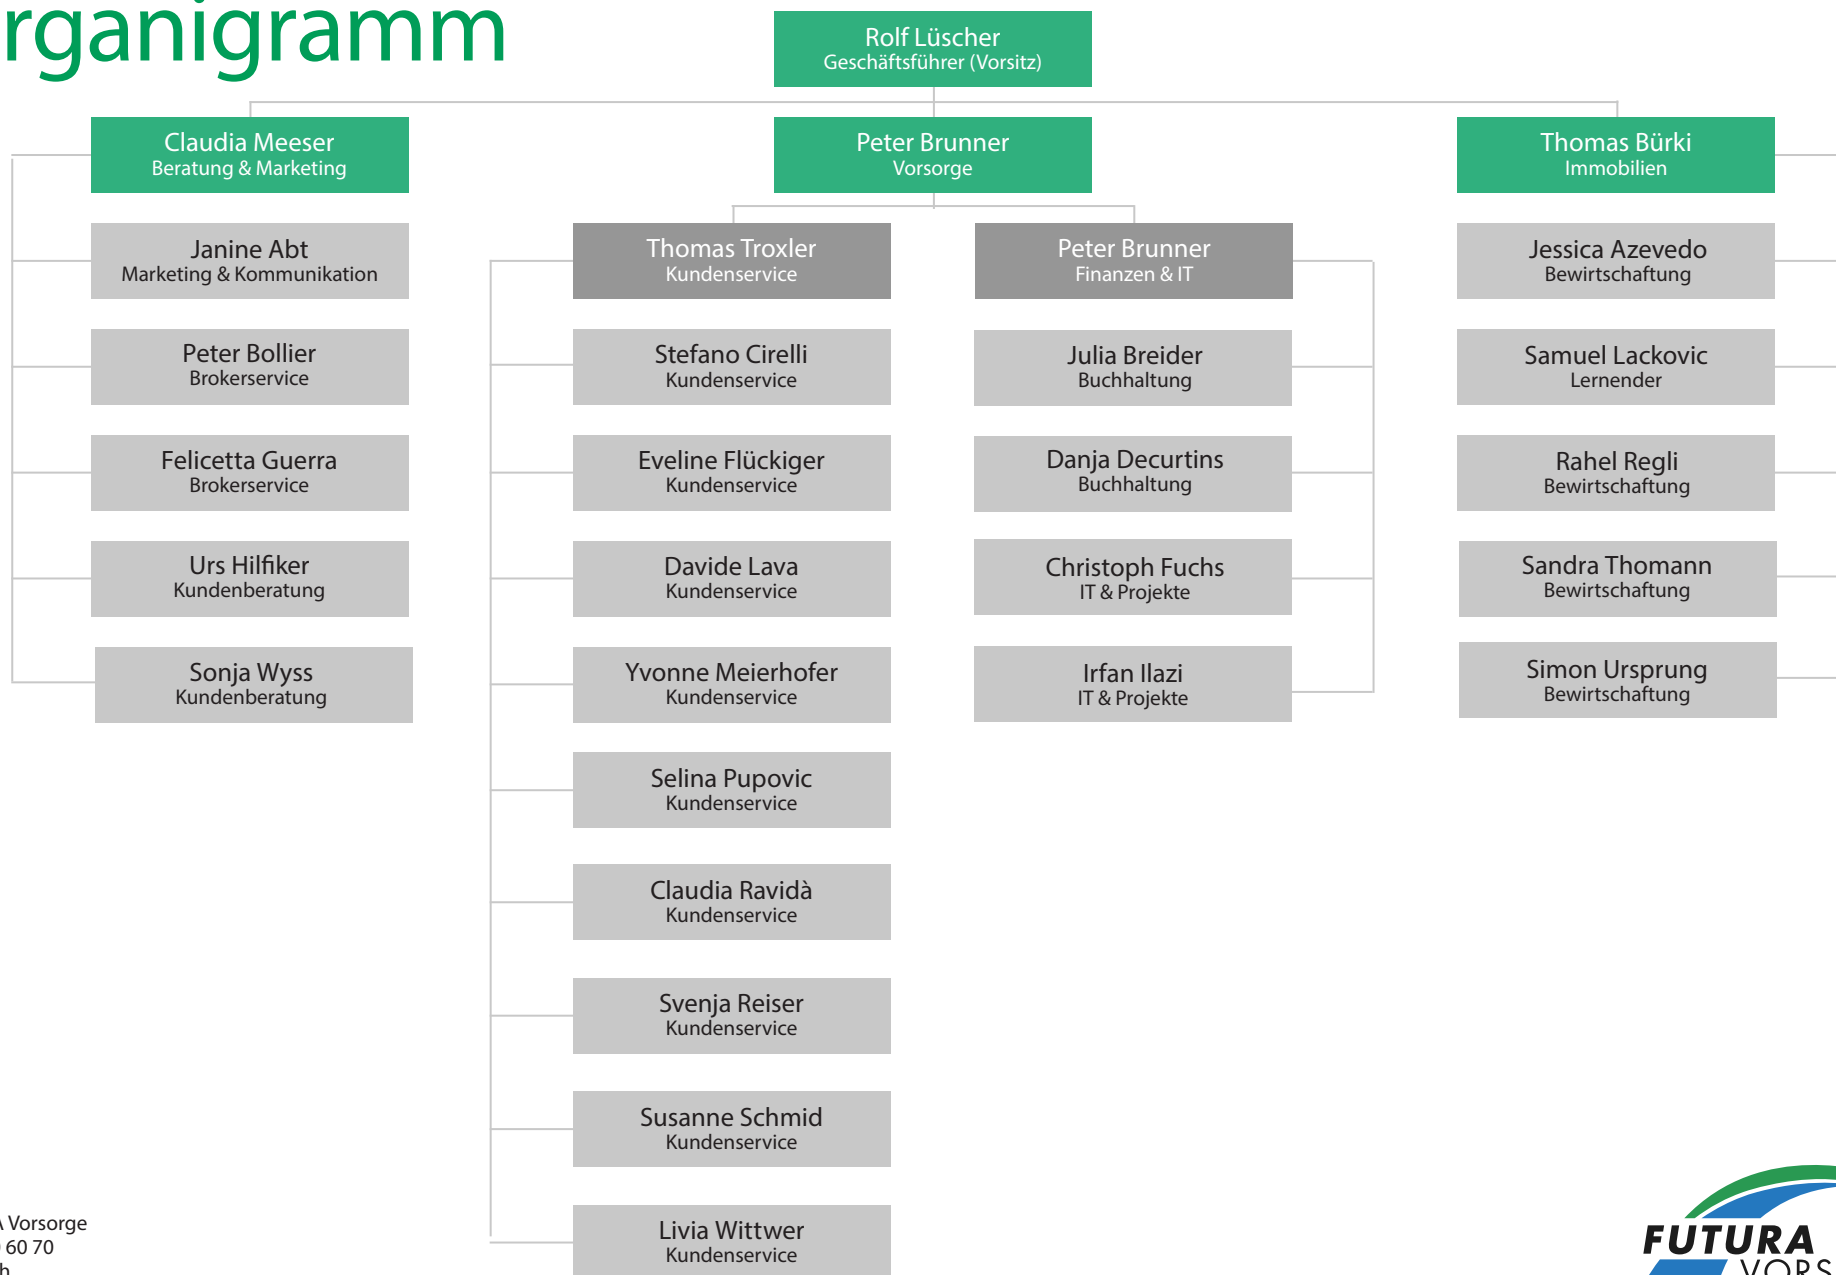 rganigramm
Rolf Lüscher
Geschäftsführer (Vorsitz)
Claudia Meeser
Beratung & Marketing
Peter Brunner
Vorsorge
Thomas Bürki
Immobilien
Janine Abt
Marketing & Kommunikation
Peter Bollier
Brokerservice
Felicetta Guerra
Brokerservice
Urs Hilfiker
Kundenberatung
Sonja Wyss
Kundenberatung
Thomas Troxler
Kundenservice
Stefano Cirelli
Kundenservice
Eveline Flückiger
Kundenservice
Davide Lava
Kundenservice
Yvonne Meierhofer
Kundenservice
Selina Pupovic
Kundenservice
Claudia Ravidà
Kundenservice
Svenja Reiser
Kundenservice
Susanne Schmid
Kundenservice
Livia Wittwer
Kundenservice
Peter Brunner
Finanzen & IT
Julia Breider
Buchhaltung
Danja Decurtins
Buchhaltung
Christoph Fuchs
IT & Projekte
Irfan Ilazi
IT & Projekte
Jessica Azevedo
Bewirtschaftung
Samuel Lackovic
Lernender
Rahel Regli
Bewirtschaftung
Sandra Thomann
Bewirtschaftung
Simon Ursprung
Bewirtschaftung
Vorsorge
60 70
FUTURA
VORS